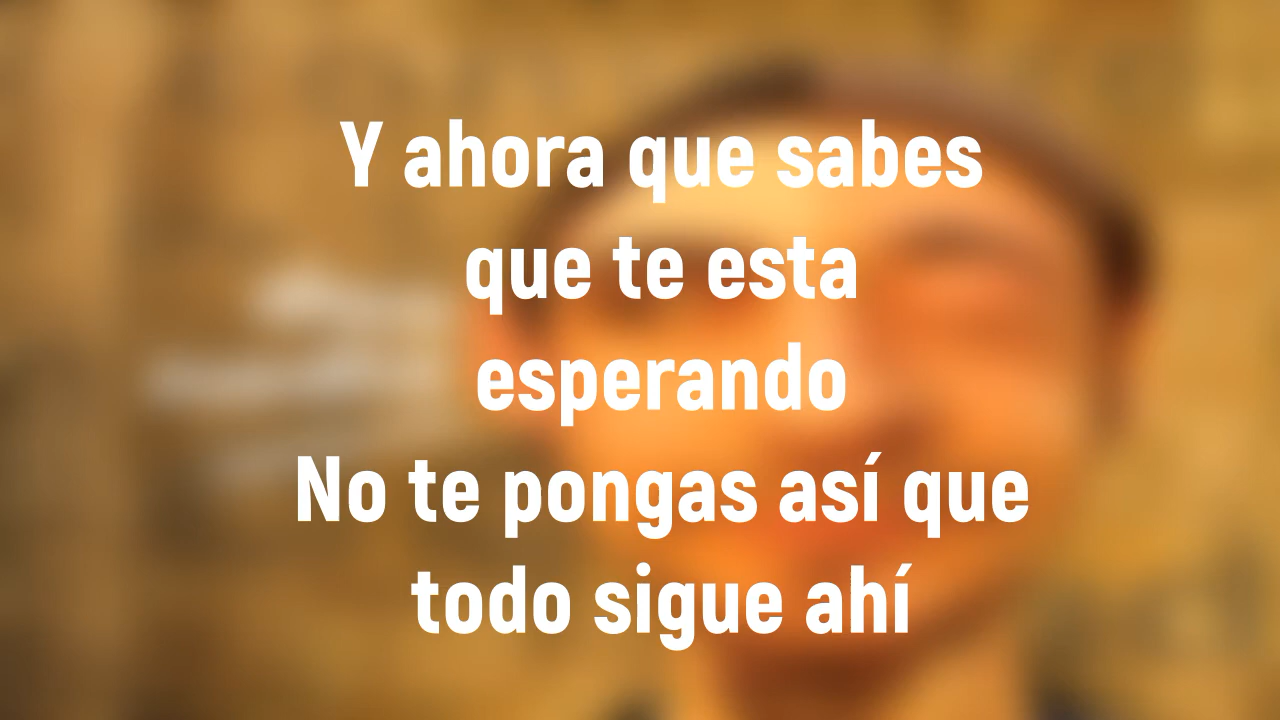 Y ahora que sabes
que te esta
esperando
No te pongas así que
todo sigue ahí